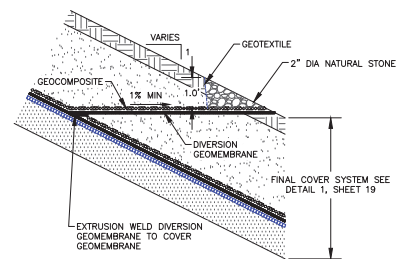 VARIES
1
GEOTEXTILE
2" DIA NATURAL STONE
1.0'
GEOCOMPOSITE
1% MIN
DIVERSION
GEOMEMBRANE
FINAL COVER SYSTEM SEE
DETAIL 1, SHEET 19
EXTRUSION WELD DIVERSION
GEOMEMBRANE TO COVER
GEOMEMBRANE